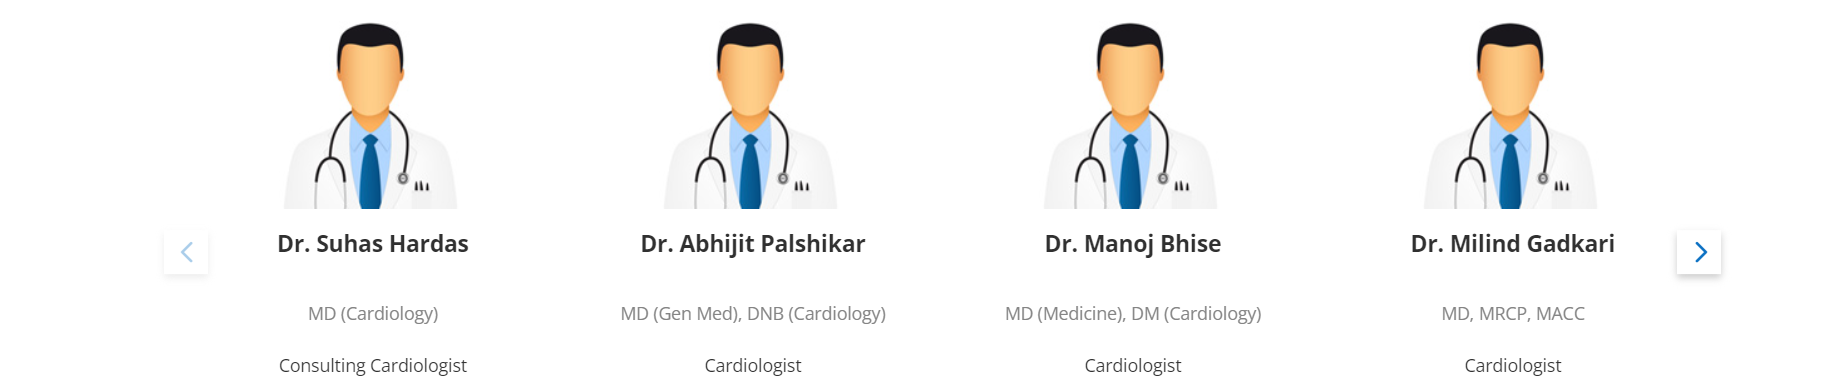 Dr. Suhas Hardas
MD (Cardiology)
Consulting Cardiologist
Dr. Abhijit Palshikar
MD (Gen Med), DNB (Cardiology)
Cardiologist
Dr. Manoj Bhise
MD (Medicine), DM (Cardiology)
Cardiologist
Dr. Milind Gadkari
MD, MRCP, MACC
Cardiologist